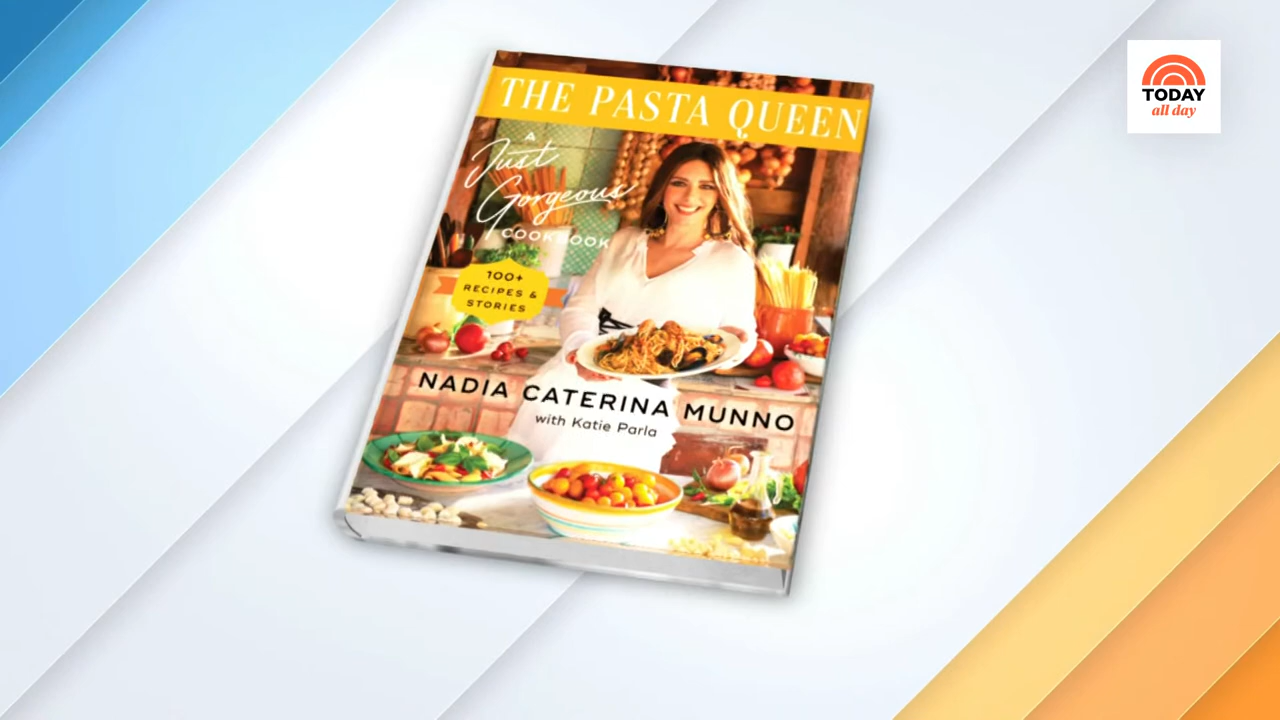 THE PASTA QUEEN
A
Just
Gorgeous
COOKBOOK
100+
RECIPES &
STORIES
NADIA CATERINA MUNNO
with Katie Parla
TODAY
all day